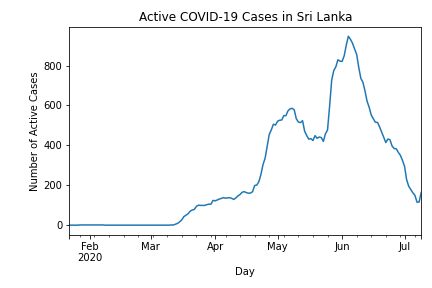 Active COVID-19 Cases in Sri Lanka
Number of Active Cases
800
600
400
200
0
Feb Mar Apr May Jun Jul
2020
Day